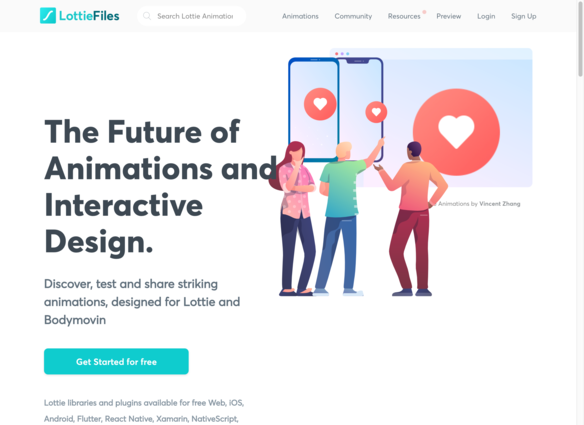 LottieFiles
Search Lottie Animation
Animations
Community
Resources
Preview
Login
Sign Up
The Future of
Animations and
Interactive
Design.
Animations by Vincent Zhang
Discover, test and share striking
animations, designed for Lottie and
Bodymovin
Get Started for free
Lottie libraries and plugins available for free Web, iOS,
Android, Flutter, React Native, Xamarin, NativeScript,